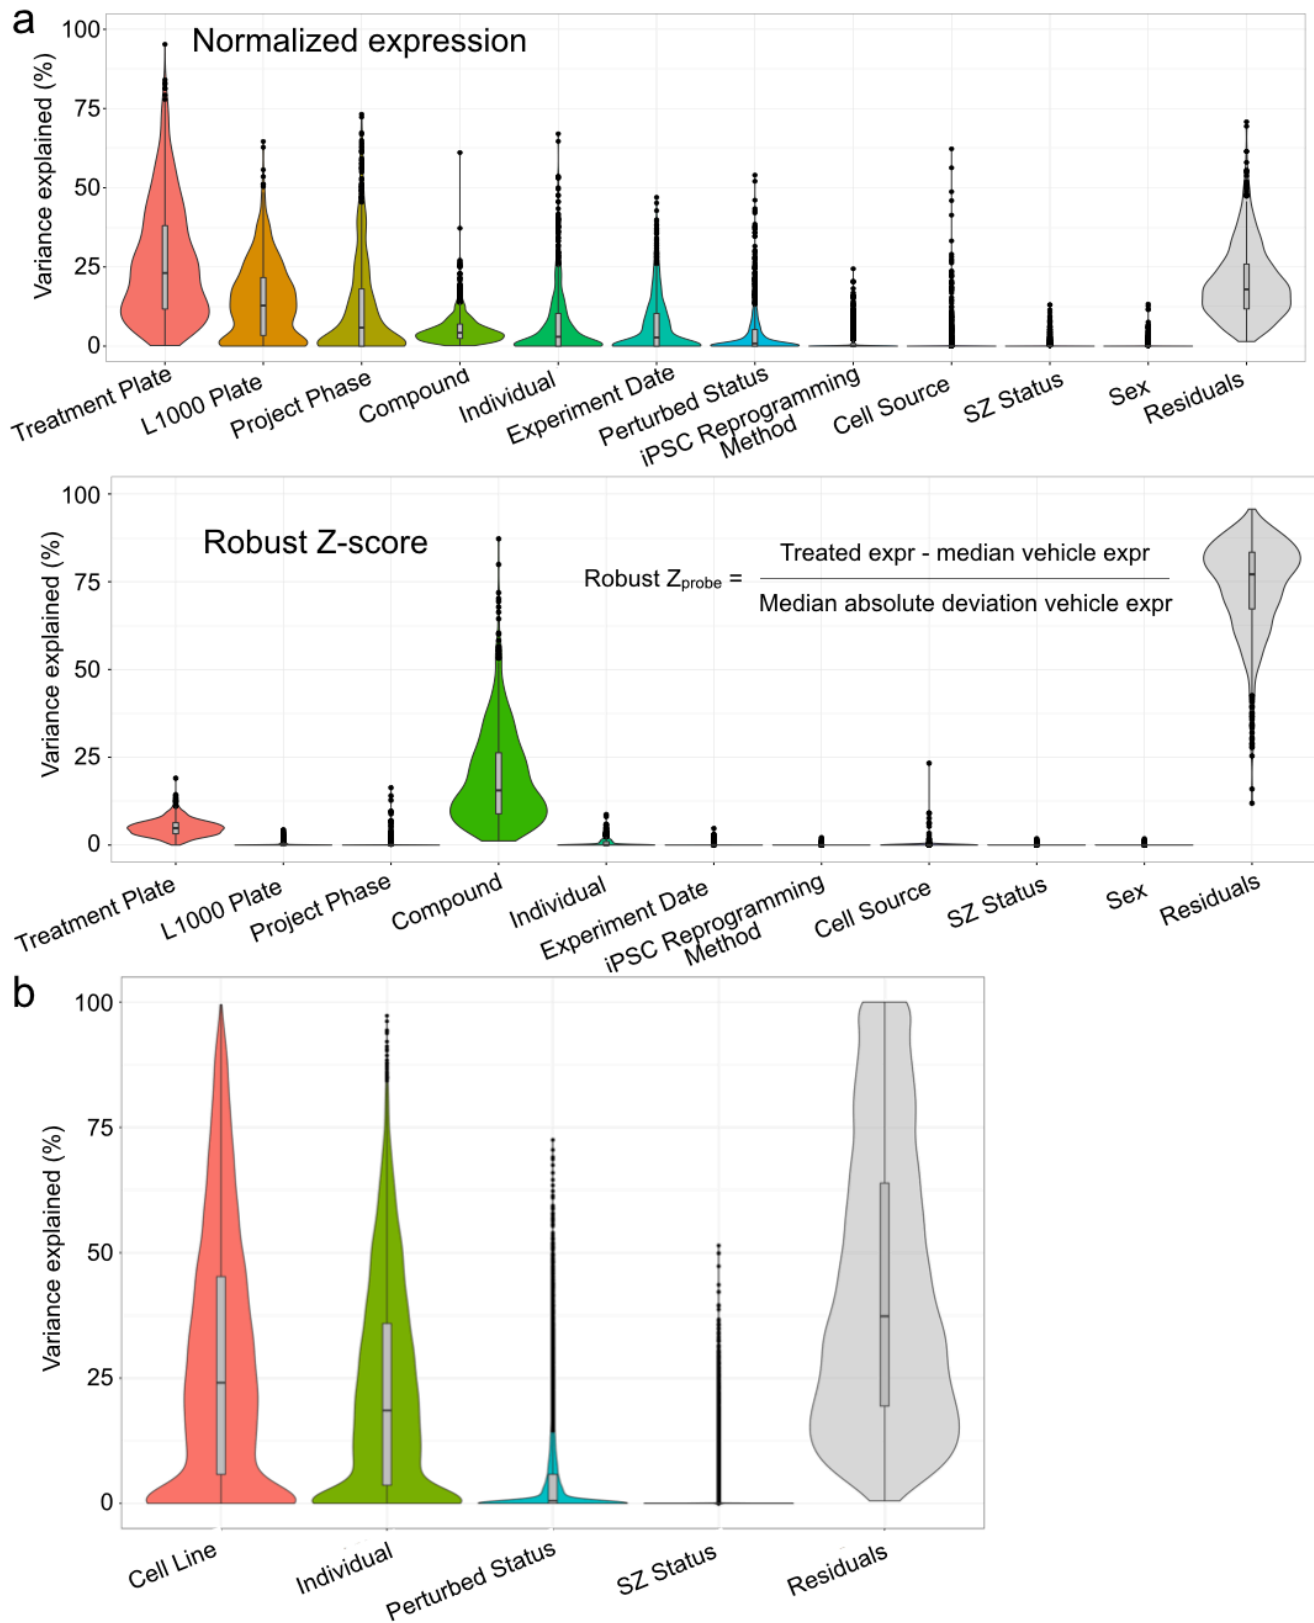 a
Normalized expression
Variance explained (%)
100
75
50
25
0
Treatment Plate
L1000 Plate
Project Phase
Compound
Individual
Experiment Date
Perturbed Status
iPSC Reprogramming
Method
Cell Source
SZ Status
Sex
Residuals
Robust Z-score
Robust Zprobe =
Treated expr - median vehicle expr
Median absolute deviation vehicle expr
Variance explained (%)
100
75
50
25
0
Treatment Plate
L1000 Plate
Project Phase
Compound
Individual
Experiment Date
iPSC Reprogramming
Method
Cell Source
SZ Status
Sex
Residuals
b
Variance explained (%)
100
75
50
25
0
Cell Line
Individual
Perturbed Status
SZ Status
Residuals